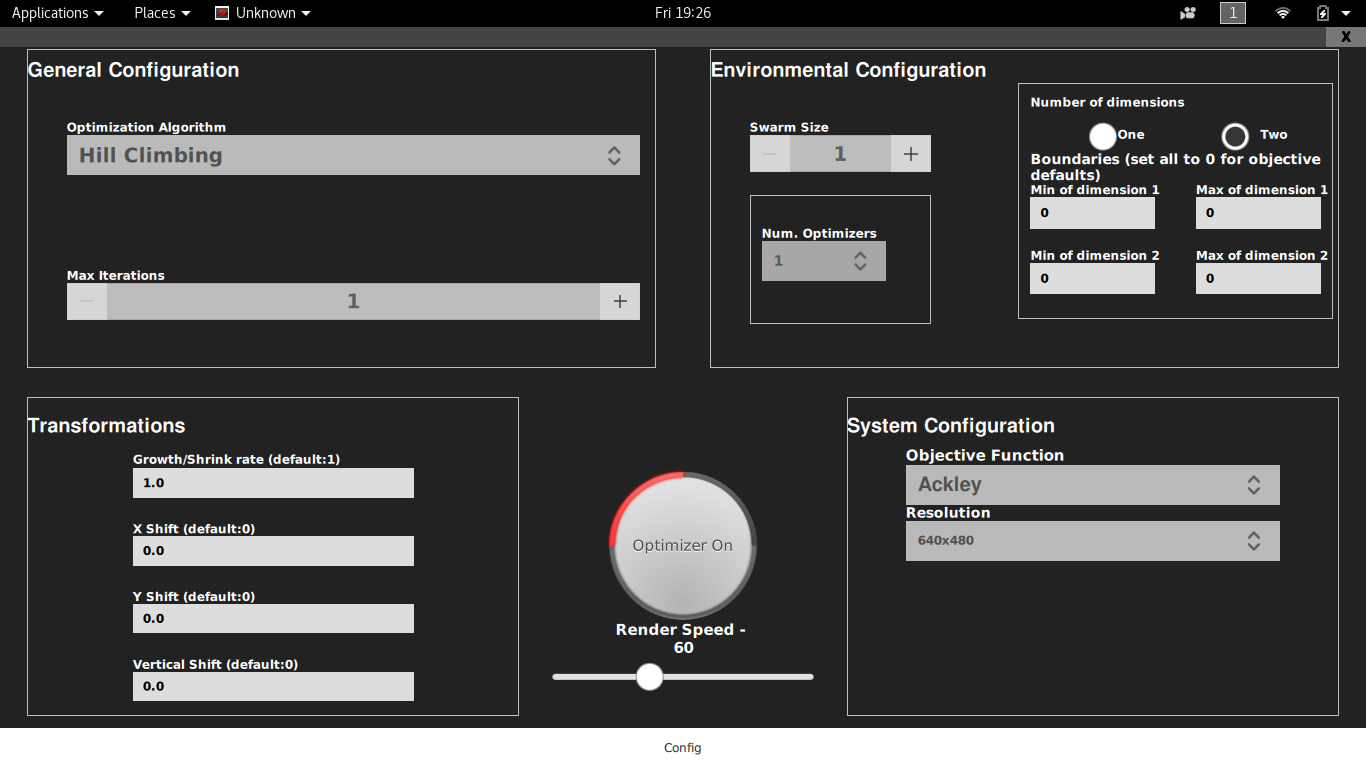 Applications Places Unknown Fri 19:26 1
x
General Configuration
Optimization Algorithm
Hill Climbing
Max Iterations
− 1 +
Environmental Configuration
Swarm Size
− 1 +
Num. Optimizers
1
Number of dimensions
One Two
Boundaries (set all to 0 for objective
defaults)
Min of dimension 1 Max of dimension 1
0 0
Min of dimension 2 Max of dimension 2
0 0
Transformations
Growth/Shrink rate (default:1)
1.0
X Shift (default:0)
0.0
Y Shift (default:0)
0.0
Vertical Shift (default:0)
0.0
Optimizer On
Render Speed -
60
System Configuration
Objective Function
Ackley
Resolution
640x480
Config